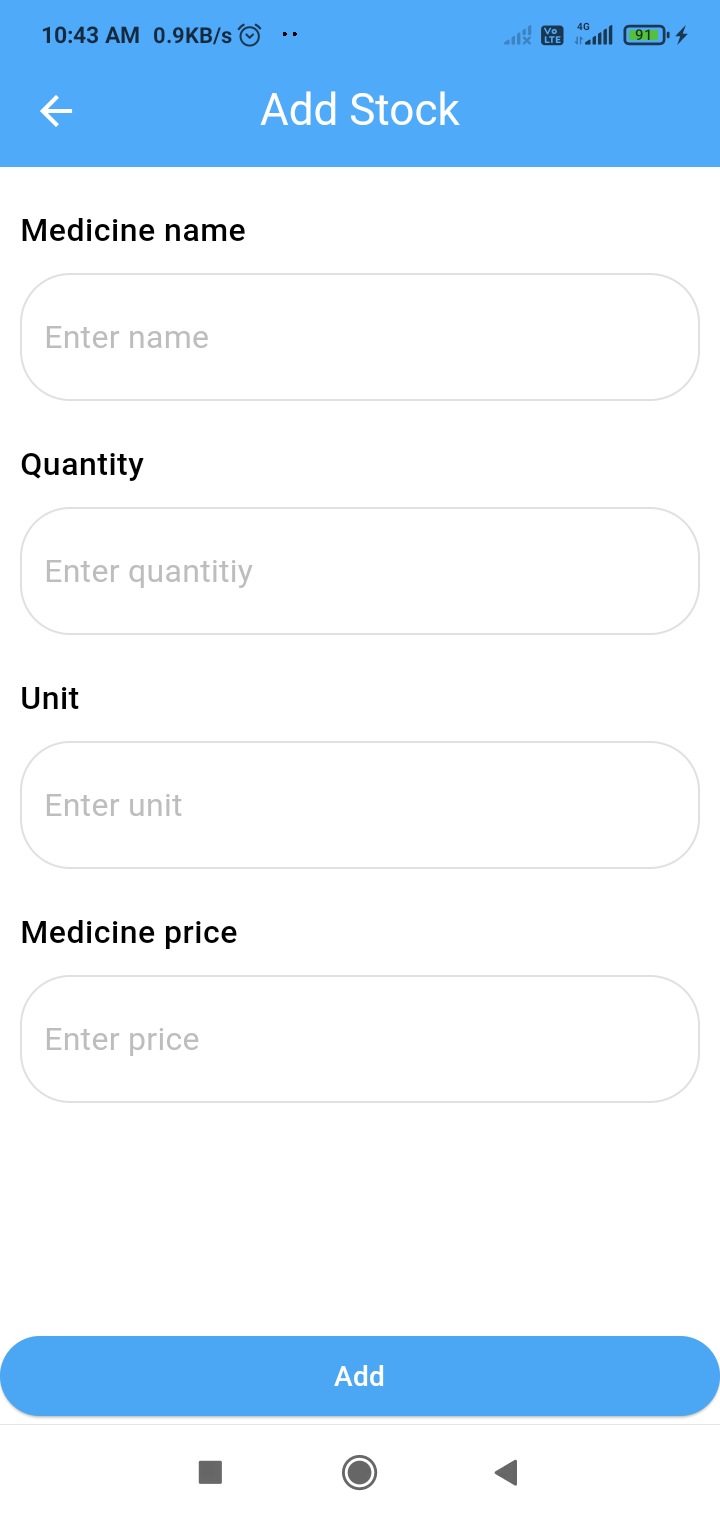 10:43 AM 0.9KB/s Vo LTE 4G 91
Add Stock
Medicine name
Enter name
Quantity
Enter quantitiy
Unit
Enter unit
Medicine price
Enter price
Add